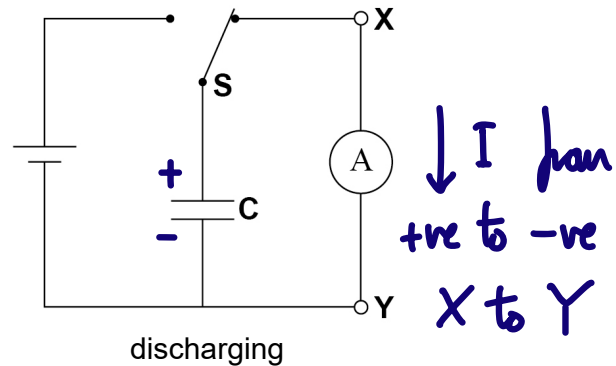 X
S
A
I from
+
C
-
+ve to -ve
Y
X to Y
discharging